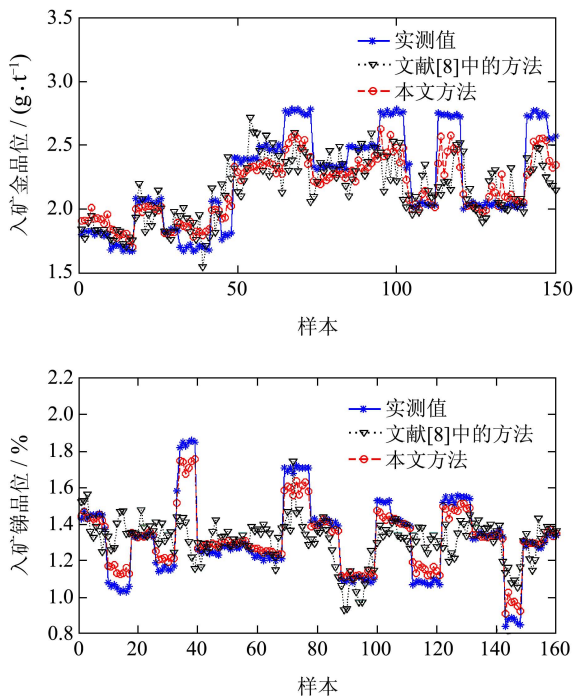 3.5
3.0
2.5
2.0
1.5
入矿金品位 / (g·t⁻¹)
实测值
文献[8]中的方法
本文方法
0 50 100 150
样本
2.2
2.0
1.8
1.6
1.4
1.2
1.0
0.8
入矿锑品位 / %
实测值
文献[8]中的方法
本文方法
0 20 40 60 80 100 120 140 160
样本